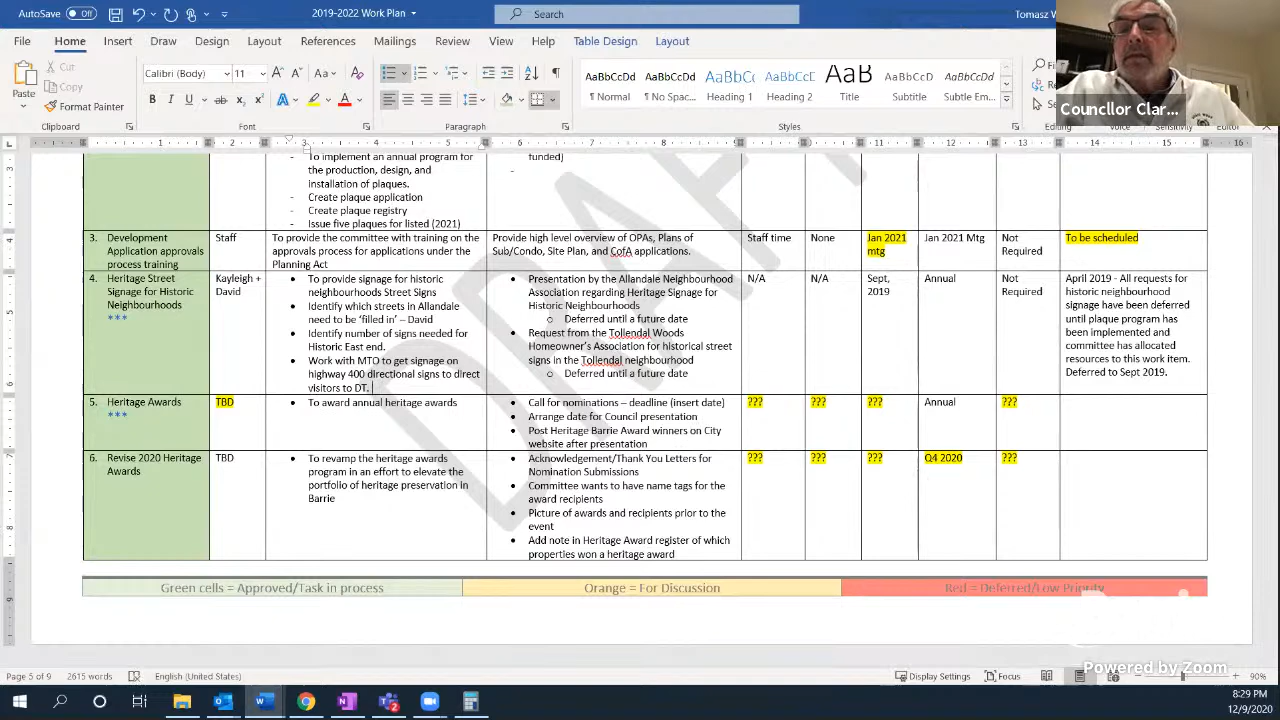 AutoSave
2019-2022 Work Plan
Search
Tomasz W
File Home Insert Draw Design Layout References Mailings Review View Help Table Design Layout
Paste
Cut
Copy
Format Painter
Calibri (Body)
11
B I U
AaBbCcDd
AaBbCcDd
AaBbCc
AaBbCcD
AaB
AaBbCcD
AaBbCcDd
¶ Normal
¶ No Spac...
Heading 1
Heading 2
Title
Subtitle
Subtle Em...
Clipboard
Font
Paragraph
Styles
Editing
Voice
Sensitivity
Editor
Councllor Clar...
DRAFT
- To implement an annual program for
the production, design, and
installation of plaques.
- Create plaque application
- Create plaque registry
- Issue five plaques for listed (2021)
funded)
-
3. Development
Application approvals
process training
Staff
To provide the committee with training on the
approvals process for applications under the
Planning Act
Provide high level overview of OPAs, Plans of
Sub/Condo, Site Plan, and CofA applications.
Staff time
None
Jan 2021
mtg
Jan 2021 Mtg
Not
Required
To be scheduled
4. Heritage Street
Signage for Historic
Neighbourhoods
***
Kayleigh +
David
• To provide signage for historic
neighbourhoods Street Signs
• Identify which streets in Allandale
need to be ‘filled in’ – David
• Identify number of signs needed for
Historic East end.
• Work with MTO to get signage on
highway 400 directional signs to direct
visitors to DT.
• Presentation by the Allandale Neighbourhood
Association regarding Heritage Signage for
Historic Neighbourhoods
o Deferred until a future date
• Request from the Tollendal Woods
Homeowner’s Association for historical street
signs in the Tollendal neighbourhood
o Deferred until a future date
N/A
N/A
Sept,
2019
Annual
Not
Required
April 2019 - All requests for
historic neighbourhood
signage have been deferred
until plaque program has
been implemented and
committee has allocated
resources to this work item.
Deferred to Sept 2019.
5. Heritage Awards
***
TBD
• To award annual heritage awards
• Call for nominations – deadline (insert date)
• Arrange date for Council presentation
• Post Heritage Barrie Award winners on City
website after presentation
???
???
???
Annual
???
6. Revise 2020 Heritage
Awards
TBD
• To revamp the heritage awards
program in an effort to elevate the
portfolio of heritage preservation in
Barrie
• Acknowledgement/Thank You Letters for
Nomination Submissions
• Committee wants to have name tags for the
award recipients
• Picture of awards and recipients prior to the
event
• Add note in Heritage Award register of which
properties won a heritage award
???
???
???
Q4 2020
???
Green cells = Approved/Task in process
Orange = For Discussion
Red = Deferred/Low Priority
Powered by Zoom
Page 5 of 9 2615 words English (United States)
Display Settings Focus
90%
8:29 PM
12/9/2020